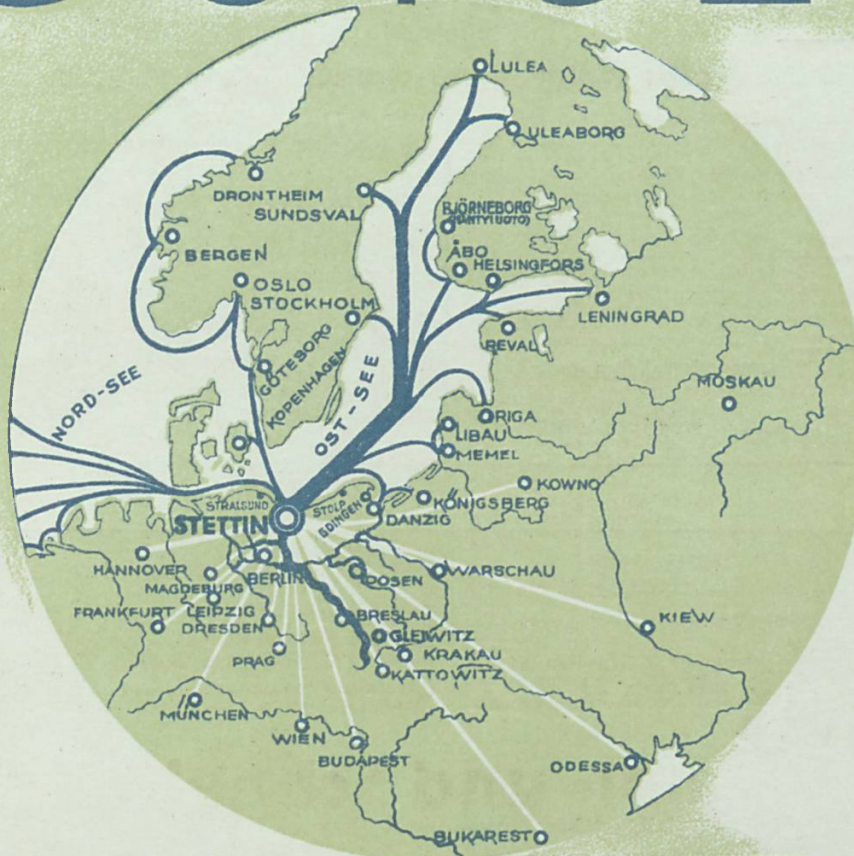 LULEA
ULEABORG
DRONTHEIM
SUNDSVAL
BJÖRNEBORG
BERGEN
ÅBO
HELSINGFORS
OSLO
STOCKHOLM
LENINGRAD
REVAL
GÖTEBORG
KOPENHAGEN
NORD-SEE
OST-SEE
MOSKAU
RIGA
LIBAU
MEMEL
KOWNO
STRALSUND
STOLP
GDINGEN
KÖNIGSBERG
STETTIN
DANZIG
HANNOVER
BERLIN
POSEN
WARSCHAU
MAGDEBURG
FRANKFURT
LEIPZIG
BRESLAU
KIEW
DRESDEN
GLEIWITZ
PRAG
KRAKAU
KATTOWITZ
MÜNCHEN
WIEN
BUDAPEST
ODESSA
BUKAREST